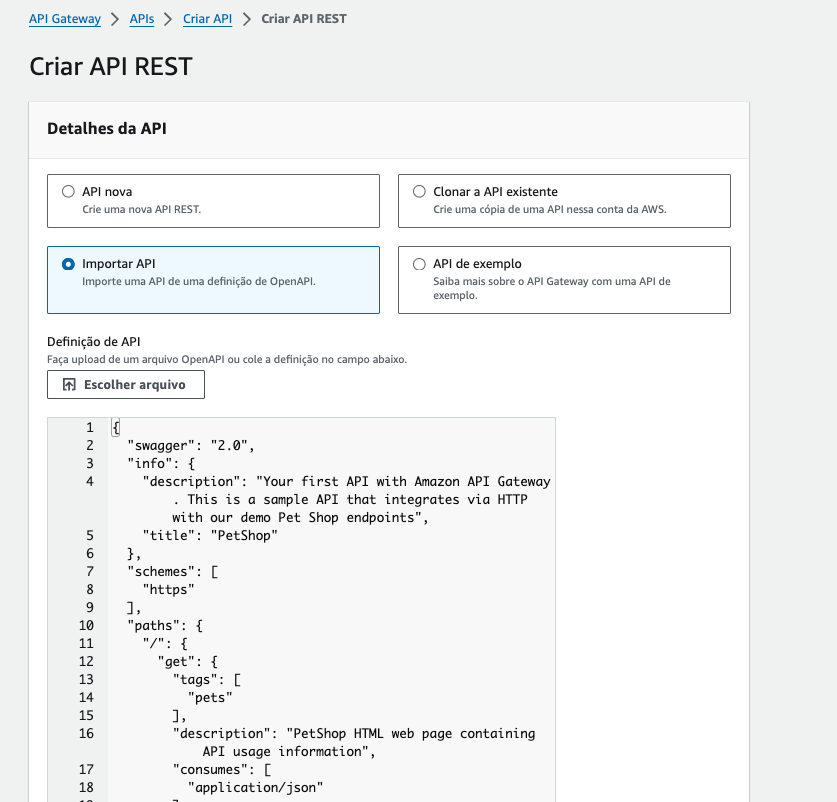 API Gateway > APIs > Criar API > Criar API REST
Criar API REST
Detalhes da API
API nova
Crie uma nova API REST.
Clonar a API existente
Crie uma cópia de uma API nessa conta da AWS.
Importar API
Importe uma API de uma definição de OpenAPI.
API de exemplo
Saiba mais sobre o API Gateway com uma API de
exemplo.
Definição de API
Faça upload de um arquivo OpenAPI ou cole a definição no campo abaixo.
Escolher arquivo
1 {
2 "swagger": "2.0",
3 "info": {
4 "description": "Your first API with Amazon API Gateway
. This is a sample API that integrates via HTTP
with our demo Pet Shop endpoints",
5 "title": "PetShop"
6 },
7 "schemes": [
8 "https"
9 ],
10 "paths": {
11 "/": {
12 "get": {
13 "tags": [
14 "pets"
15 ],
16 "description": "PetShop HTML web page containing
API usage information",
17 "consumes": [
18 "application/json"